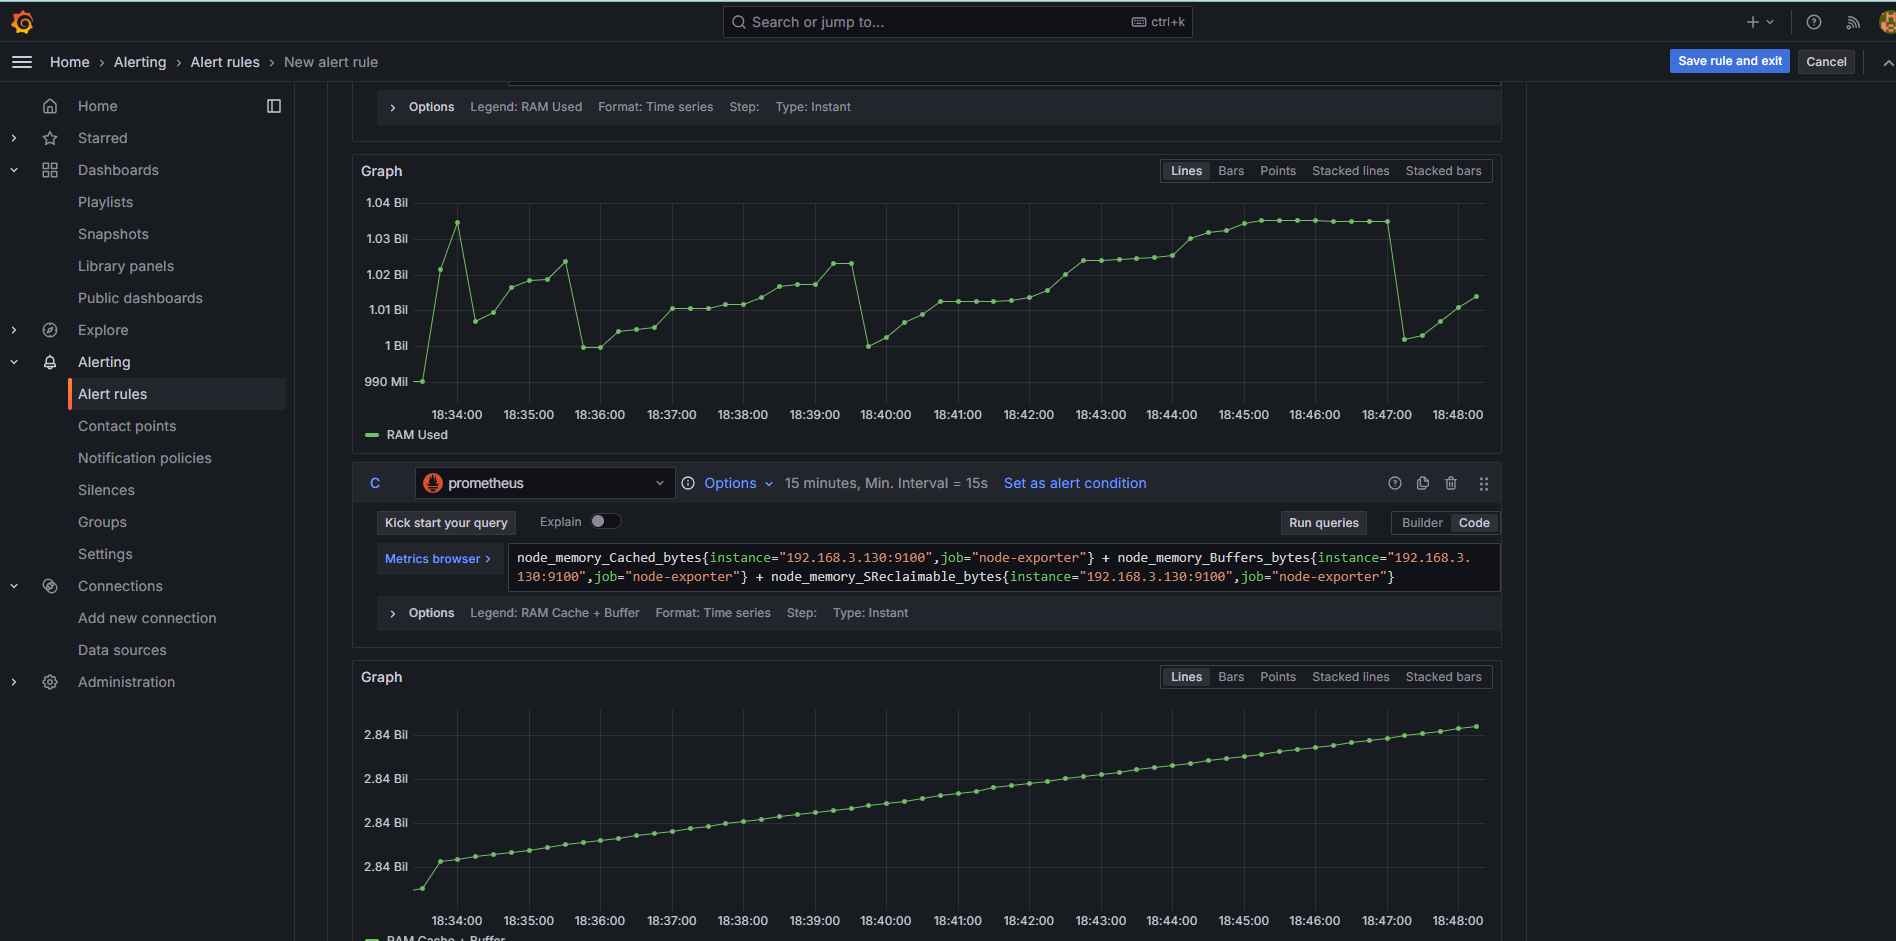 Search or jump to...
ctrl+k
Home › Alerting › Alert rules › New alert rule
Save rule and exit
Cancel
Home
Starred
Dashboards
Playlists
Snapshots
Library panels
Public dashboards
Explore
Alerting
Alert rules
Contact points
Notification policies
Silences
Groups
Settings
Connections
Add new connection
Data sources
Administration
Options Legend: RAM Used Format: Time series Step: Type: Instant
Graph
Lines Bars Points Stacked lines Stacked bars
1.04 Bil
1.03 Bil
1.02 Bil
1.01 Bil
1 Bil
990 Mil
18:34:00 18:35:00 18:36:00 18:37:00 18:38:00 18:39:00 18:40:00 18:41:00 18:42:00 18:43:00 18:44:00 18:45:00 18:46:00 18:47:00 18:48:00
RAM Used
C prometheus Options 15 minutes, Min. Interval = 15s Set as alert condition
Kick start your query Explain Run queries Builder Code
Metrics browser >
node_memory_Cached_bytes{instance="192.168.3.130:9100",job="node-exporter"} + node_memory_Buffers_bytes{instance="192.168.3.
130:9100",job="node-exporter"} + node_memory_SReclaimable_bytes{instance="192.168.3.130:9100",job="node-exporter"}
Options Legend: RAM Cache + Buffer Format: Time series Step: Type: Instant
Graph
Lines Bars Points Stacked lines Stacked bars
2.84 Bil
2.84 Bil
2.84 Bil
2.84 Bil
18:34:00 18:35:00 18:36:00 18:37:00 18:38:00 18:39:00 18:40:00 18:41:00 18:42:00 18:43:00 18:44:00 18:45:00 18:46:00 18:47:00 18:48:00
RAM Cache + Buffer